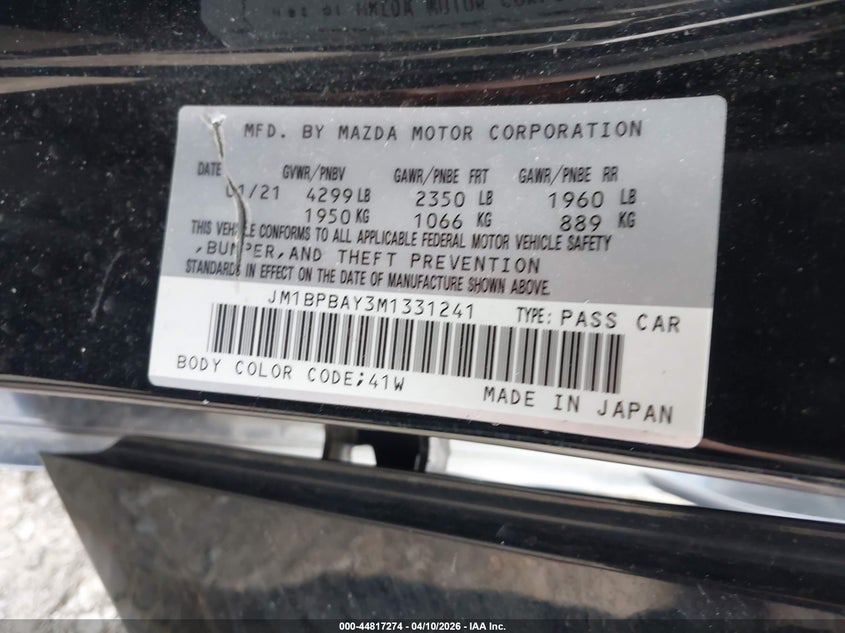 MFD. BY MAZDA MOTOR CORPORATION
DATE GVWR/PNBV GAWR/PNBE FRT GAWR/PNBE RR
01/21 4299 LB 2350 LB 1960 LB
1950 KG 1066 KG 889 KG
THIS VEHICLE CONFORMS TO ALL APPLICABLE FEDERAL MOTOR VEHICLE SAFETY
,BUMPER,AND THEFT PREVENTION
STANDARDS IN EFFECT ON THE DATE OF MANUFACTURE SHOWN ABOVE.
JM1BPBAY3M1331241 TYPE: PASS CAR
BODY COLOR CODE;41W
MADE IN JAPAN
000-44817274 - 04/10/2026 - IAA Inc.